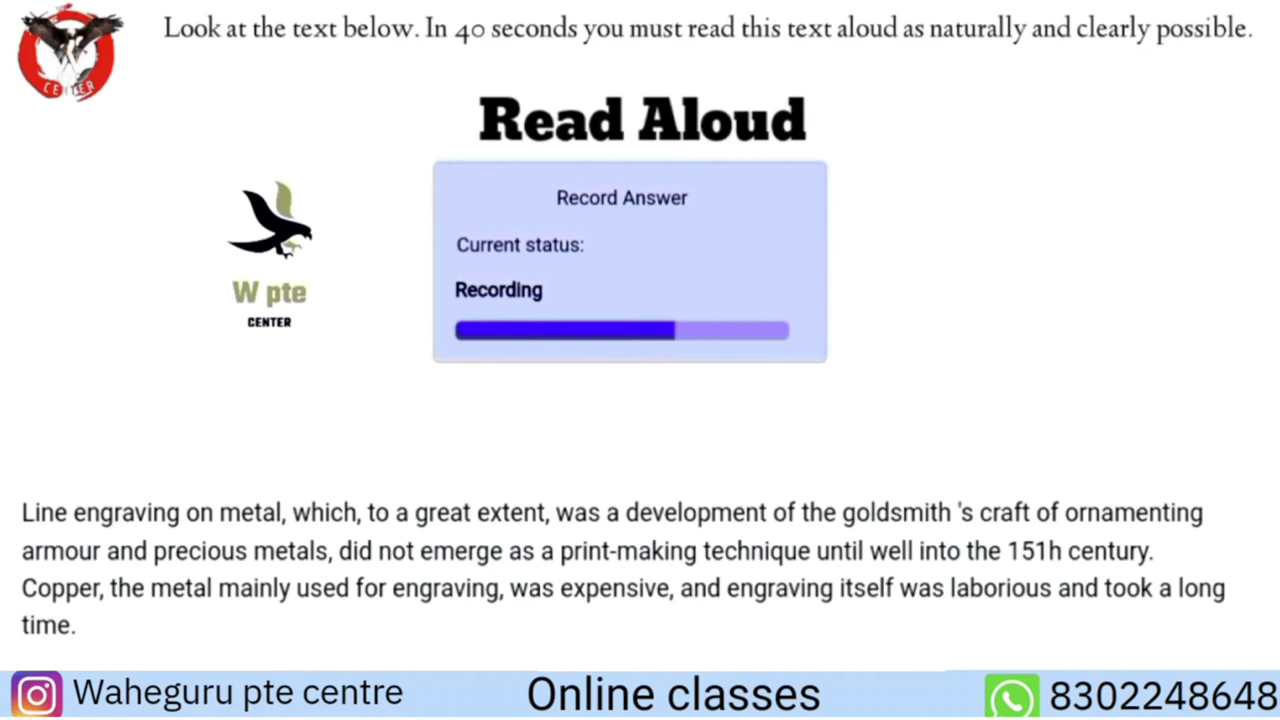 CENTER
Look at the text below. In 40 seconds you must read this text aloud as naturally and clearly possible.
Read Aloud
Record Answer
Current status:
Recording
W pte
CENTER
Line engraving on metal, which, to a great extent, was a development of the goldsmith 's craft of ornamenting
armour and precious metals, did not emerge as a print-making technique until well into the 151h century.
Copper, the metal mainly used for engraving, was expensive, and engraving itself was laborious and took a long
time.
Waheguru pte centre
Online classes
8302248648